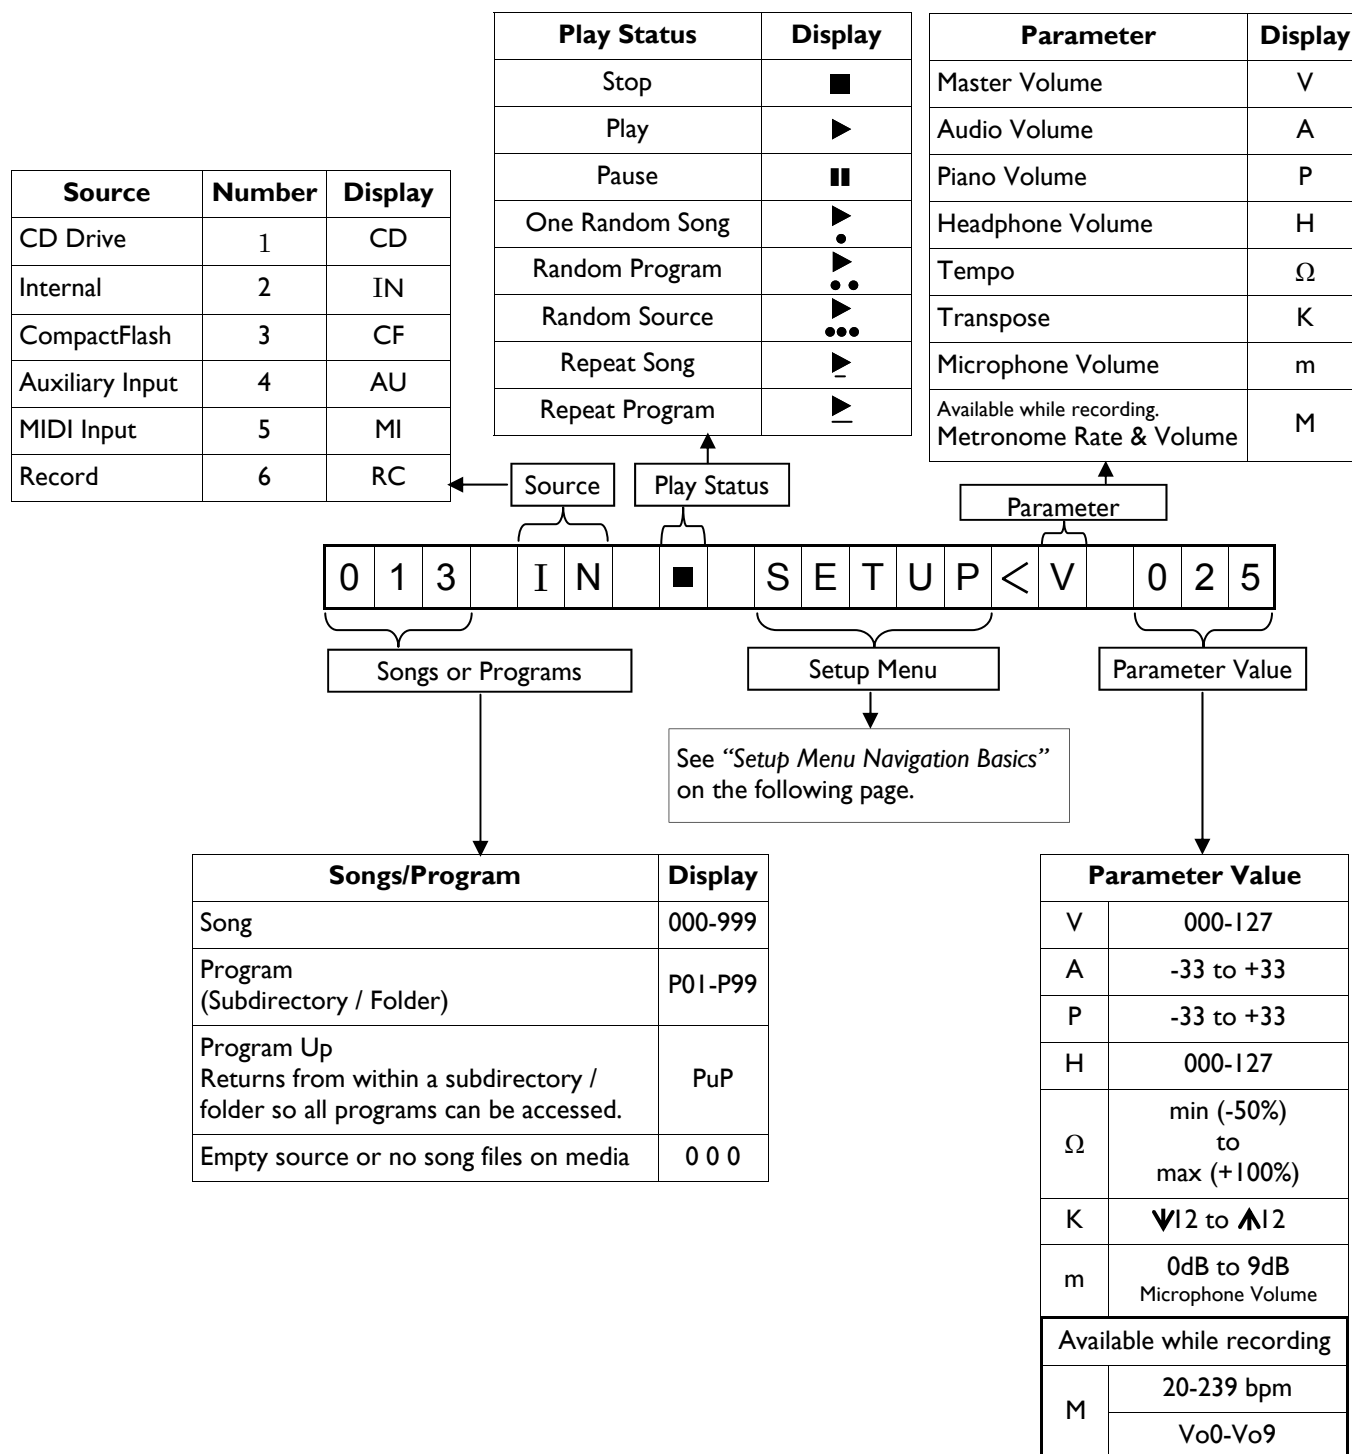 Play Status Display
Stop ■
Play ▶
Pause ▮▮
One Random Song ▶ •
Random Program ▶ • •
Random Source ▶ •••
Repeat Song ▶ _
Repeat Program ▶ __
Parameter Display
Master Volume V
Audio Volume A
Piano Volume P
Headphone Volume H
Tempo Ω
Transpose K
Microphone Volume m
Available while recording.
Metronome Rate & Volume M
Source Number Display
CD Drive 1 CD
Internal 2 IN
CompactFlash 3 CF
Auxiliary Input 4 AU
MIDI Input 5 MI
Record 6 RC
Source
Play Status
Parameter
0 1 3 I N ■ S E T U P < V 0 2 5
Songs or Programs
Setup Menu
Parameter Value
See “Setup Menu Navigation Basics”
on the following page.
Songs/Program Display
Song 000-999
Program
(Subdirectory / Folder) P01-P99
Program Up
Returns from within a subdirectory / PuP
folder so all programs can be accessed.
Empty source or no song files on media 0 0 0
Parameter Value
V 000-127
A -33 to +33
P -33 to +33
H 000-127
Ω min (-50%)
to
max (+100%)
K 🡻12 to 🡹12
m 0dB to 9dB
Microphone Volume
Available while recording
M 20-239 bpm
Vo0-Vo9